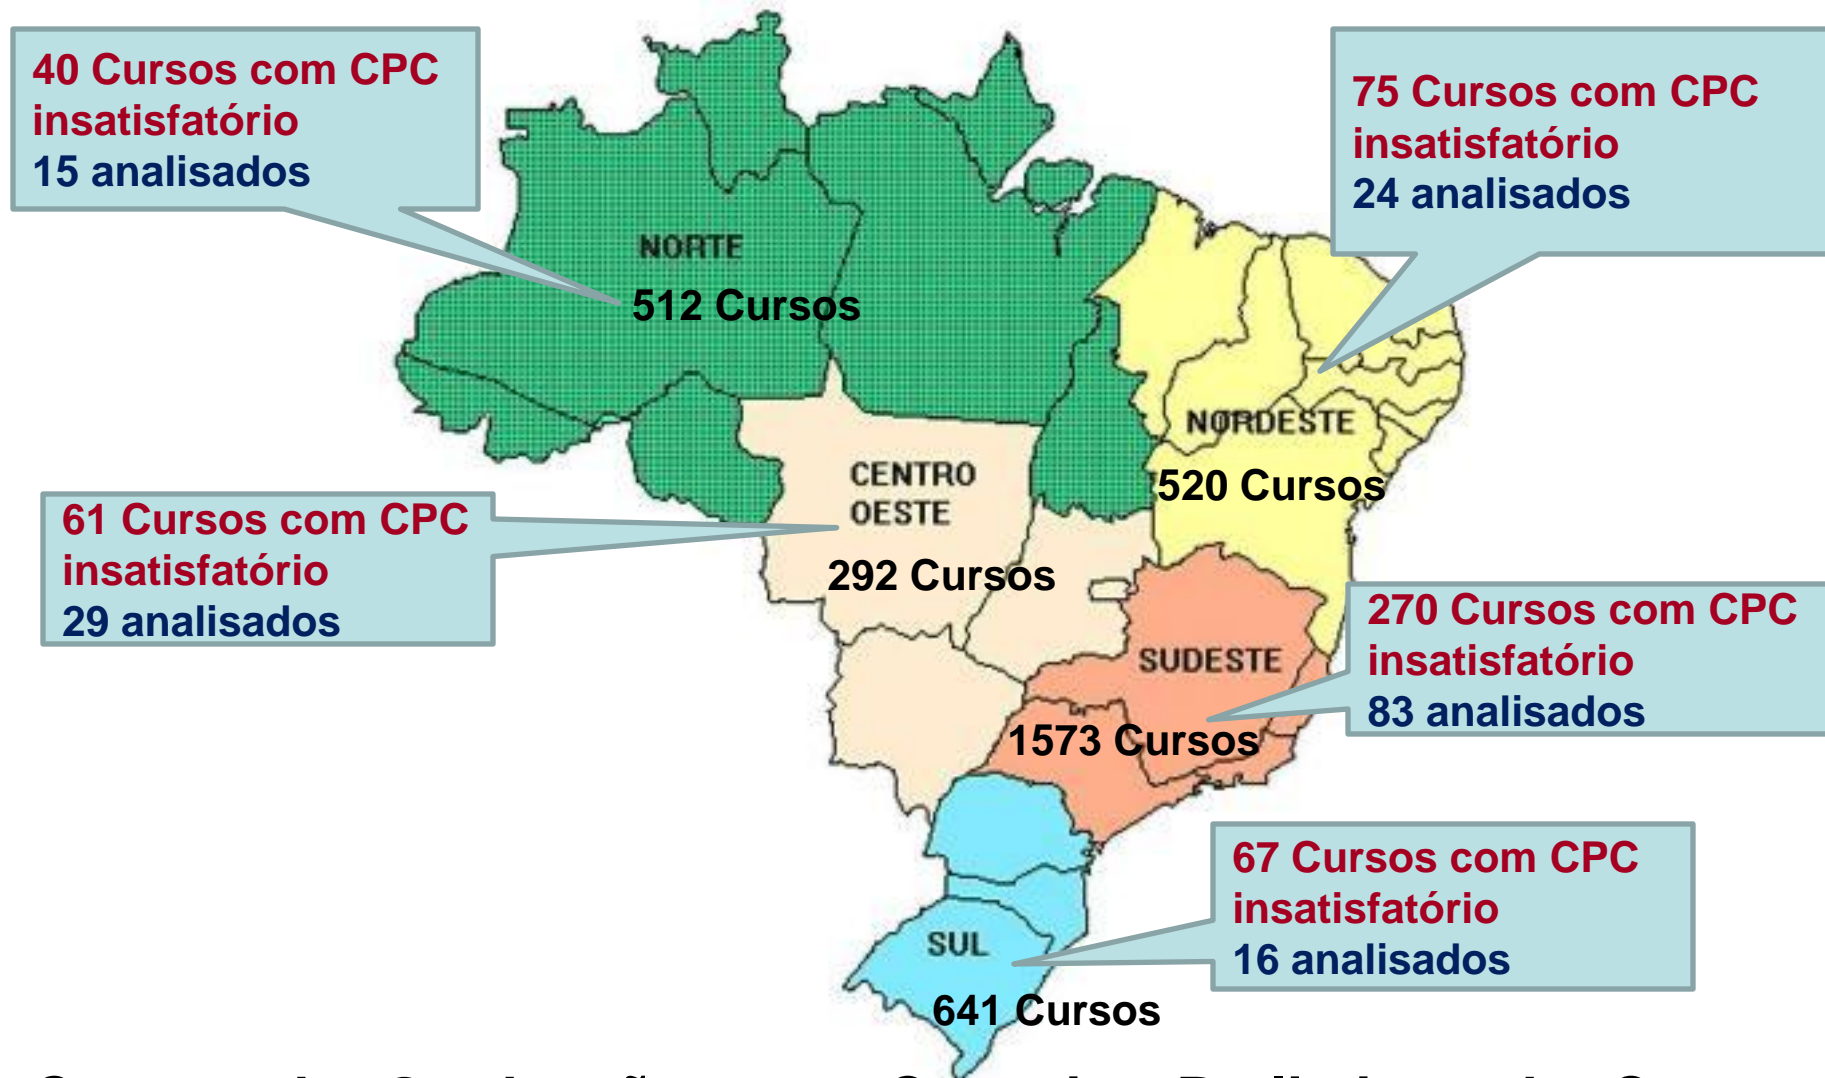 40 Cursos com CPC
insatisfatório
15 analisados
75 Cursos com CPC
insatisfatório
24 analisados
NORTE
512 Cursos
NORDESTE
520 Cursos
61 Cursos com CPC
insatisfatório
29 analisados
CENTRO
OESTE
292 Cursos
270 Cursos com CPC
insatisfatório
83 analisados
SUDESTE
1573 Cursos
67 Cursos com CPC
insatisfatório
16 analisados
SUL
641 Cursos